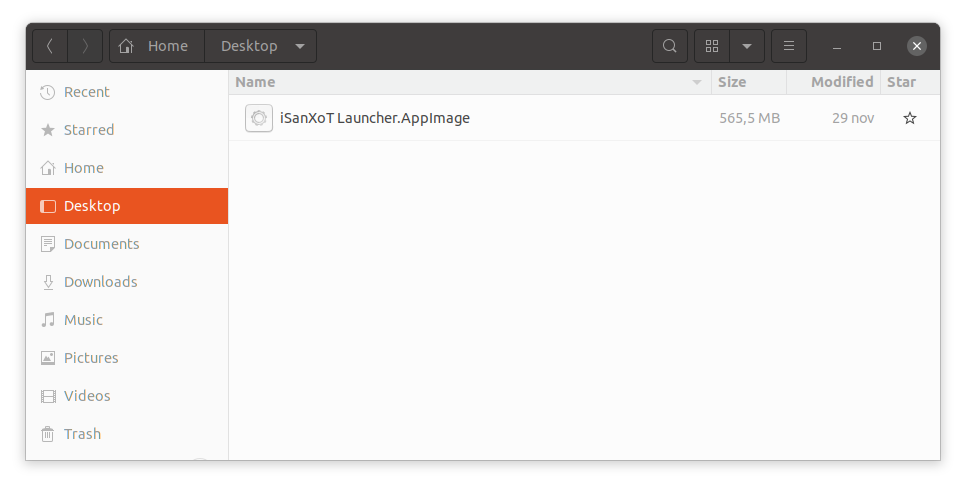 Home Desktop
Name Size Modified Star
Recent
iSanXoT Launcher.AppImage 565,5 MB 29 nov
Starred
Home
Desktop
Documents
Downloads
Music
Pictures
Videos
Trash